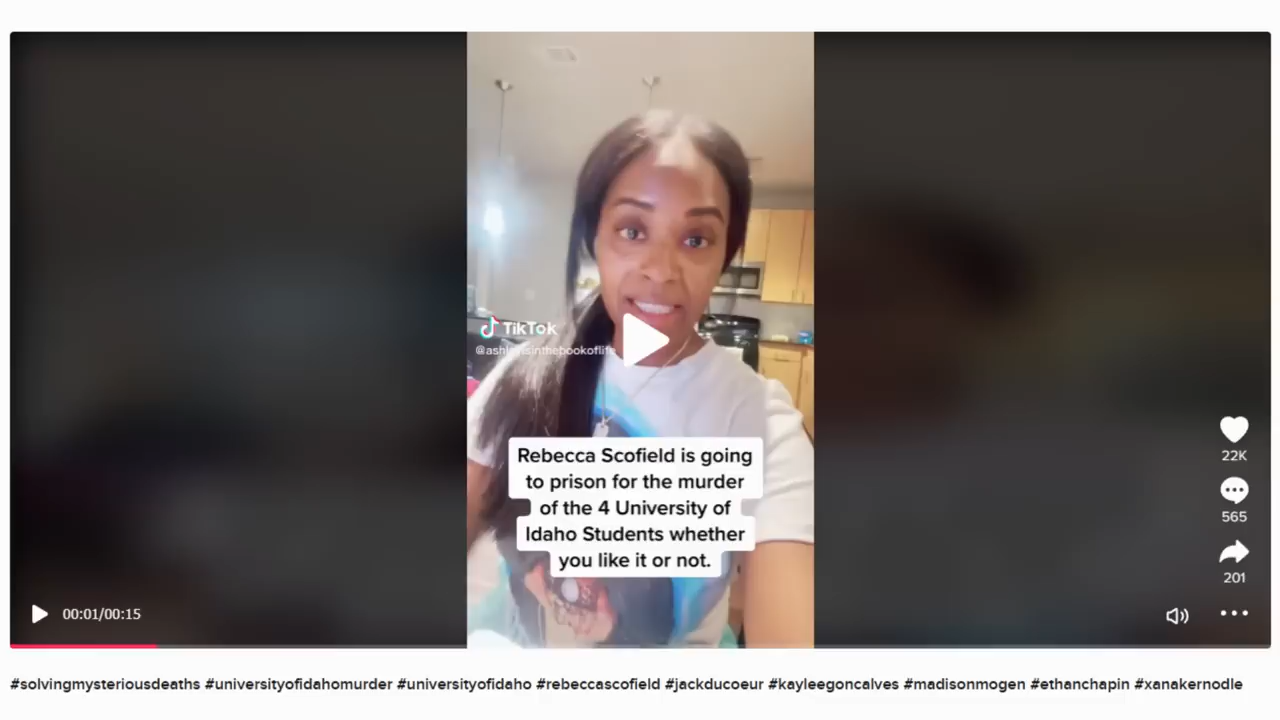 TikTok
@ashleyisinthebookoflife
Rebecca Scofield is going
to prison for the murder
of the 4 University of
Idaho Students whether
you like it or not.
22K
565
201
00:01/00:15
#solvingmysteriousdeaths #universityofidahomurder #universityofidaho #rebeccascofield #jackducoeur #kayleegoncalves #madisonmogen #ethanchapin #xanakernodle